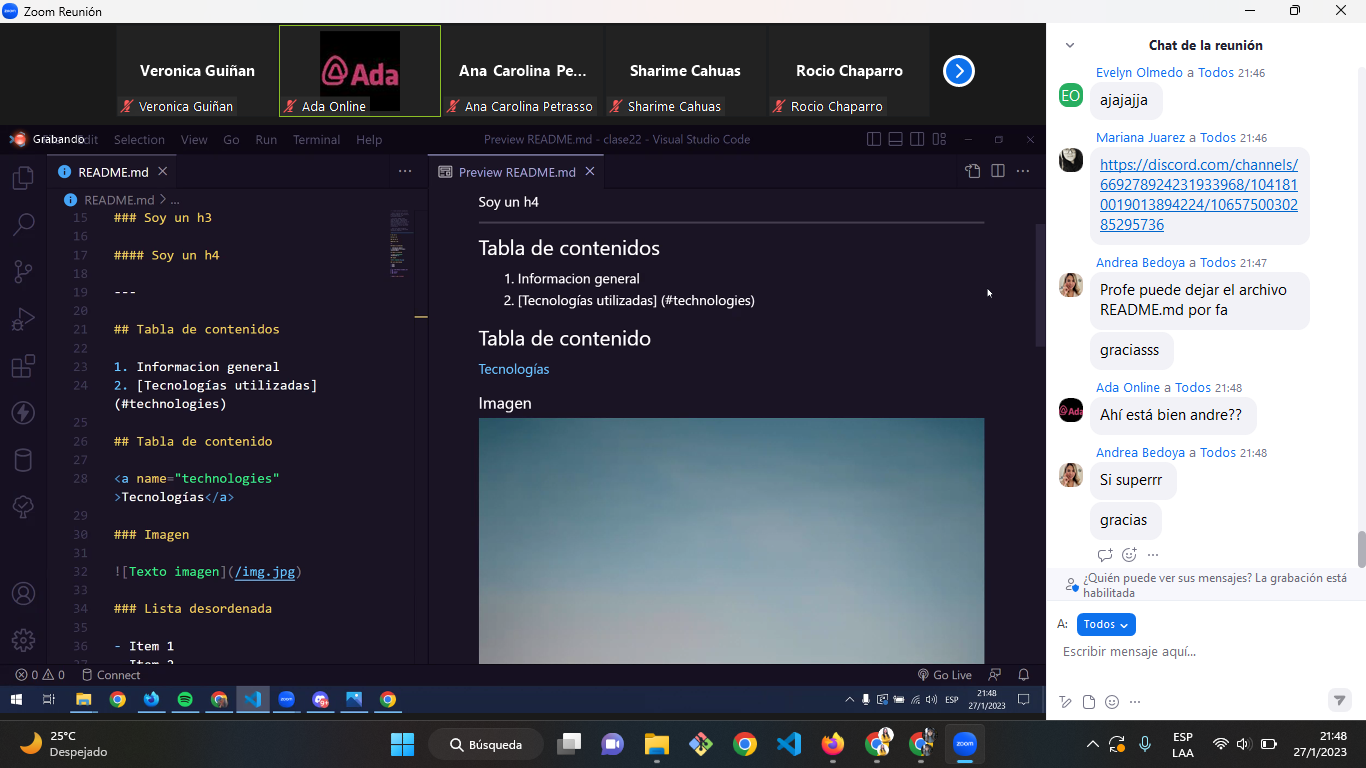 Zoom Reunión
Veronica Guiñan
Ada
Ana Carolina Pe...
Sharime Cahuas
Rocio Chaparro
Veronica Guiñan
Ada Online
Ana Carolina Petrasso
Sharime Cahuas
Rocio Chaparro
Grabando
Edit
Selection
View
Go
Run
Terminal
Help
Preview README.md - clase22 - Visual Studio Code
README.md
Preview README.md
README.md > ...
15 ### Soy un h3
16
17 #### Soy un h4
18
19 ---
20
21 ## Tabla de contenidos
22
23 1. Informacion general
24 2. [Tecnologías utilizadas]
(#technologies)
25
26 ## Tabla de contenido
27
28 <a name="technologies"
>Tecnologías</a>
29
30 ### Imagen
31
32 ![Texto imagen](/img.jpg)
33
34 ### Lista desordenada
35
36 - Item 1
37 - Item 2
Soy un h4
Tabla de contenidos
1. Informacion general
2. [Tecnologías utilizadas] (#technologies)
Tabla de contenido
Tecnologías
Imagen
0 0 Connect
Go Live
ESP
21:48
27/1/2023
Chat de la reunión
Evelyn Olmedo a Todos 21:46
EO
ajajajja
Mariana Juarez a Todos 21:46
https://discord.com/channels/
669278924231933968/104181
0019013894224/10657500302
85295736
Andrea Bedoya a Todos 21:47
Profe puede dejar el archivo
README.md por fa
graciasss
Ada Online a Todos 21:48
Ada
Ahí está bien andre??
Andrea Bedoya a Todos 21:48
Si superrr
gracias
¿Quién puede ver sus mensajes? La grabación está
habilitada
A: Todos
Escribir mensaje aquí...
25°C
Despejado
Búsqueda
zoom
ESP
LAA
21:48
27/1/2023